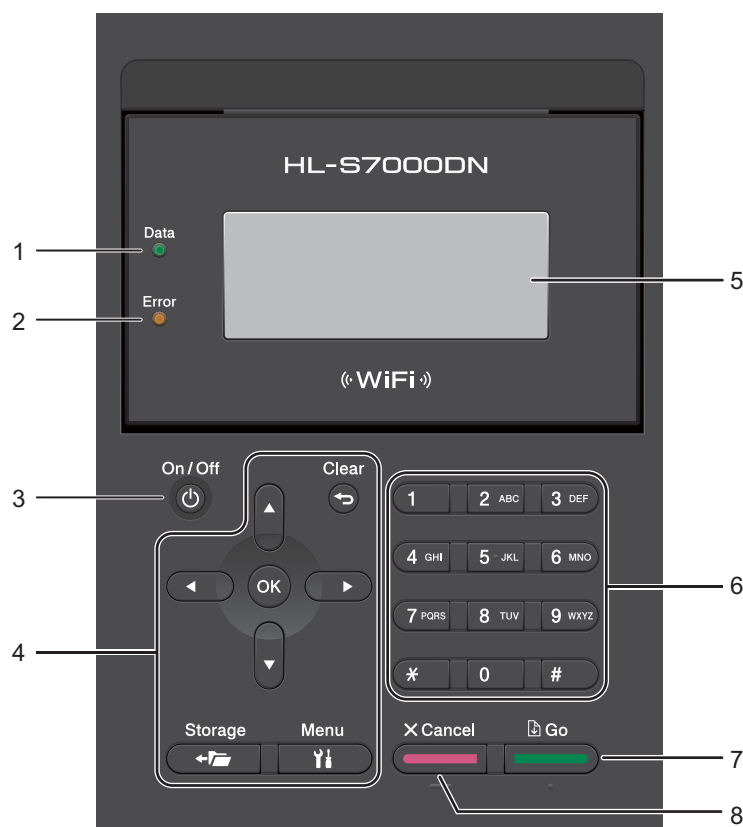 HL-S7000DN
Data
1
5
Error
2
WiFi
On/Off
Clear
3
1
2 ABC
3 DEF
4 GHI
5 JKL
6 MNO
OK
6
7 PQRS
8 TUV
9 WXYZ
4
*
0
#
Storage
Menu
Cancel
Go
7
8